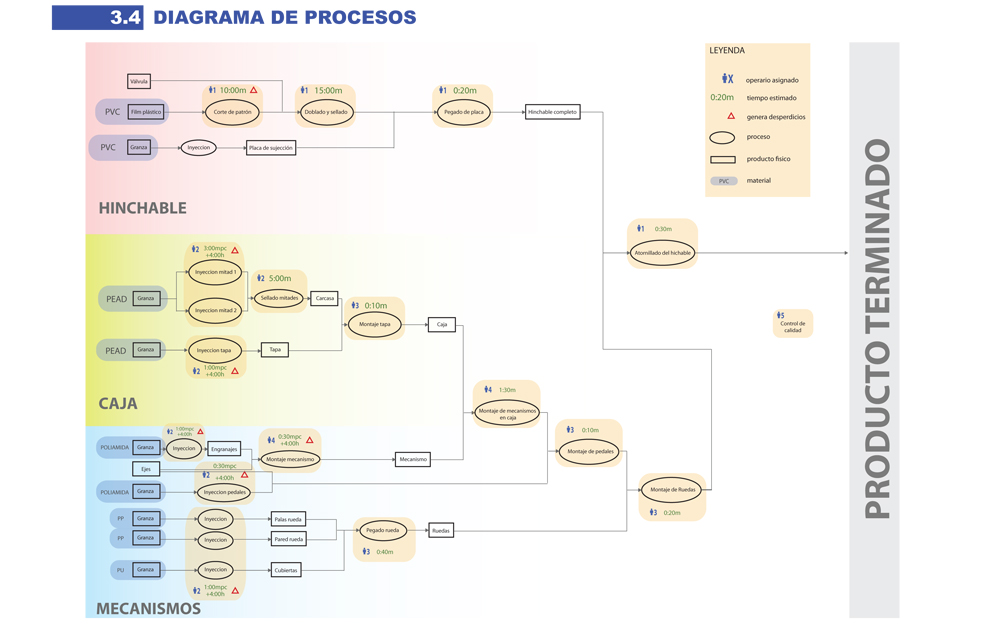 3.4 DIAGRAMA DE PROCESOS
LEYENDA
X operario asignado
0:20m tiempo estimado
genera desperdicios
proceso
producto fisico
PVC material
Válvula
1 10:00m
1 15:00m
1 0:20m
PVC Film plástico
Corte de patrón
Doblado y sellado
Pegado de placa
Hinchable completo
PVC Granza
Inyeccion
Placa de sujección
HINCHABLE
1 0:30m
Atornillado del hichable
2 3:00mpc
+4:00h
Inyeccion mitad 1
2 5:00m
PEAD Granza
Sellado mitades
Carcasa
Inyeccion mitad 2
3 0:10m
Montaje tapa
Caja
PEAD Granza
Inyeccion tapa
Tapa
2 1:00mpc
+4:00h
CAJA
5
Control de
calidad
4 1:30m
Montaje de mecanismos
en caja
2 1:00mpc
+4:00h
POLIAMIDA Granza
Inyeccion
Engranajes
4 0:30mpc
+4:00h
Montaje mecanismo
Mecanismo
3 0:10m
Montaje de pedales
Ejes
0:30mpc
2 +4:00h
POLIAMIDA Granza
Inyeccion pedales
Montaje de Ruedas
3 0:20m
PP Granza
Inyeccion
Palas rueda
PP Granza
Inyeccion
Pared rueda
Pegado rueda
3 0:40m
Ruedas
PU Granza
Inyeccion
Cubiertas
2 1:00mpc
+4:00h
MECANISMOS
PRODUCTO TERMINADO